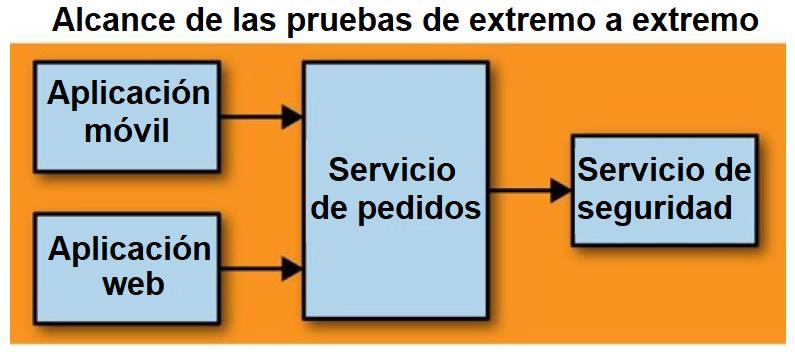 Alcance de las pruebas de extremo a extremo
Aplicación
móvil
Aplicación
web
Servicio
de pedidos
Servicio de
seguridad